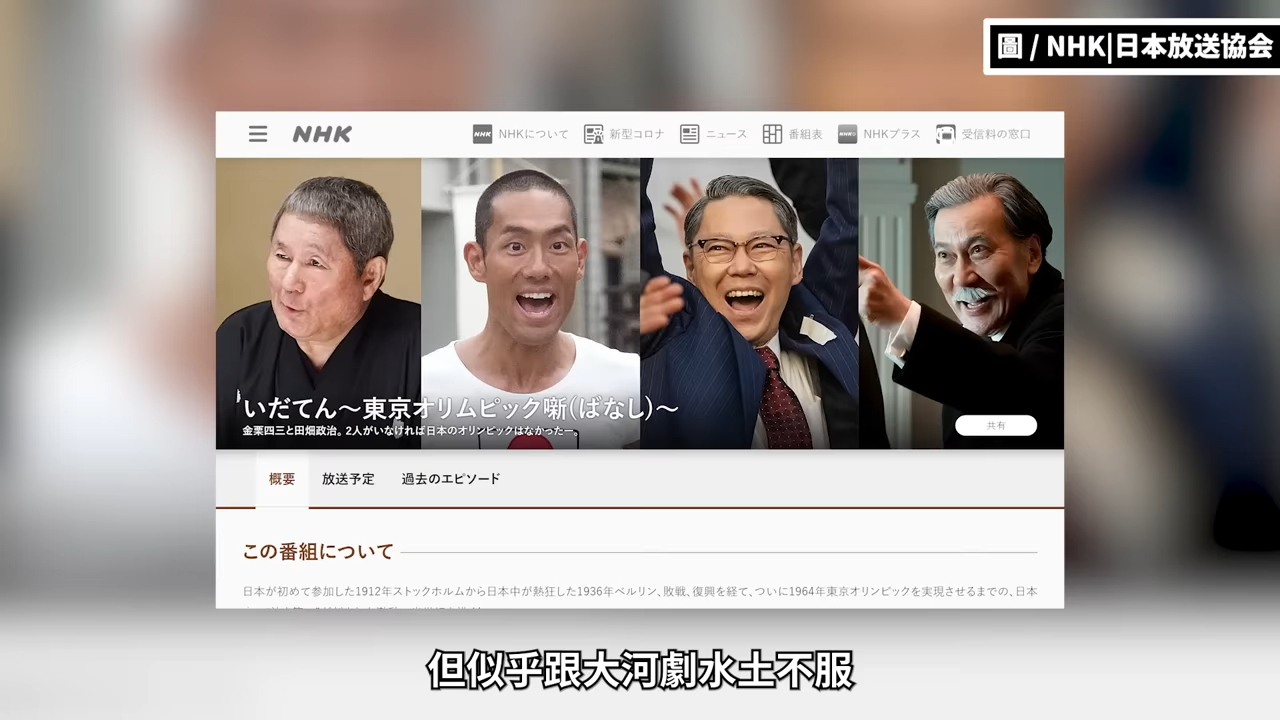 圖 / NHK|日本放送協会
NHK
NHK NHKについて
新型コロナ
ニュース
番組表
NHK+ NHKプラス
受信料の窓口
いだてん〜東京オリムピック噺(ばなし)〜
金栗四三と田畑政治。2人がいなければ日本のオリンピックはなかったー。
共有
概要
放送予定
過去のエピソード
この番組について
日本が初めて参加した1912年ストックホルムから日本中が熱狂した1936年ベルリン、敗戦、復興を経て、ついに1964年東京オリンピックを実現させるまでの、日本
但似乎跟大河劇水土不服